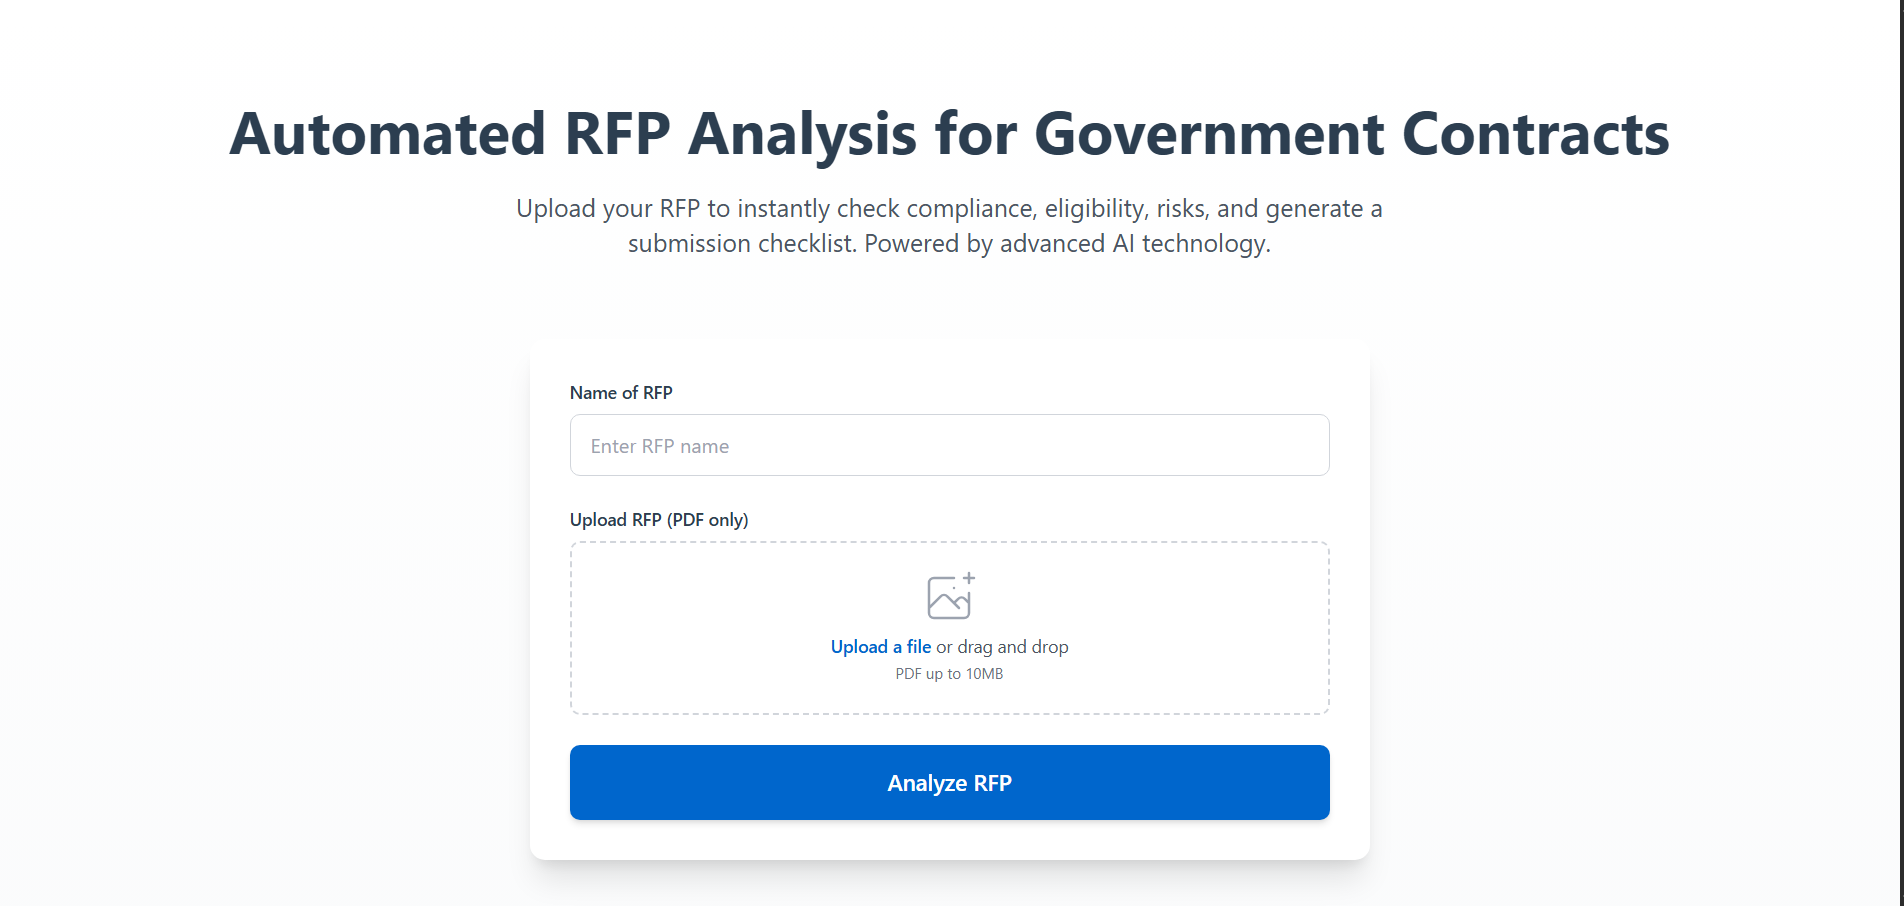 Automated RFP Analysis for Government Contracts
Upload your RFP to instantly check compliance, eligibility, risks, and generate a
submission checklist. Powered by advanced AI technology.
Name of RFP
Enter RFP name
Upload RFP (PDF only)
Upload a file or drag and drop
PDF up to 10MB
Analyze RFP